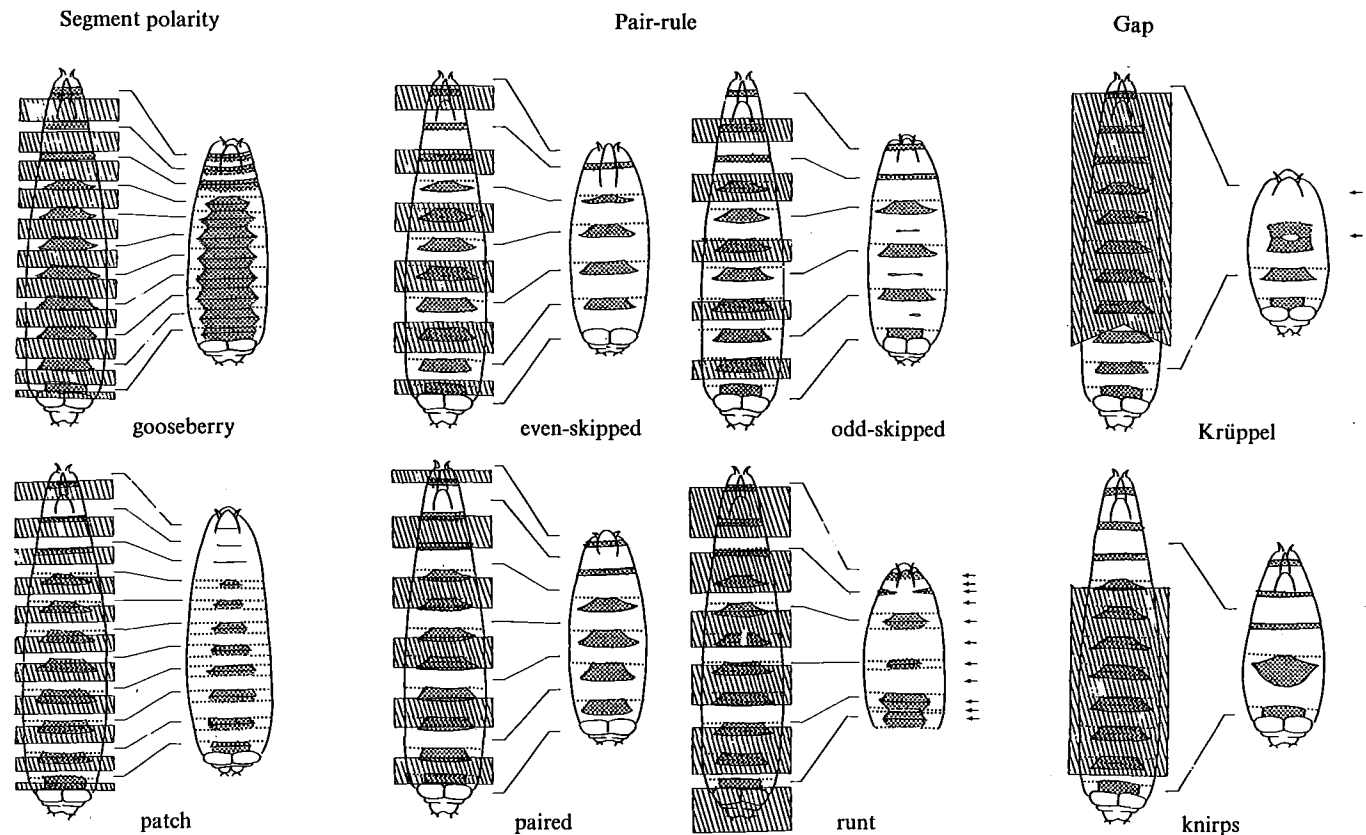 Segment polarity
Pair-rule
Gap
gooseberry
even-skipped
odd-skipped
Krüppel
patch
paired
runt
knirps